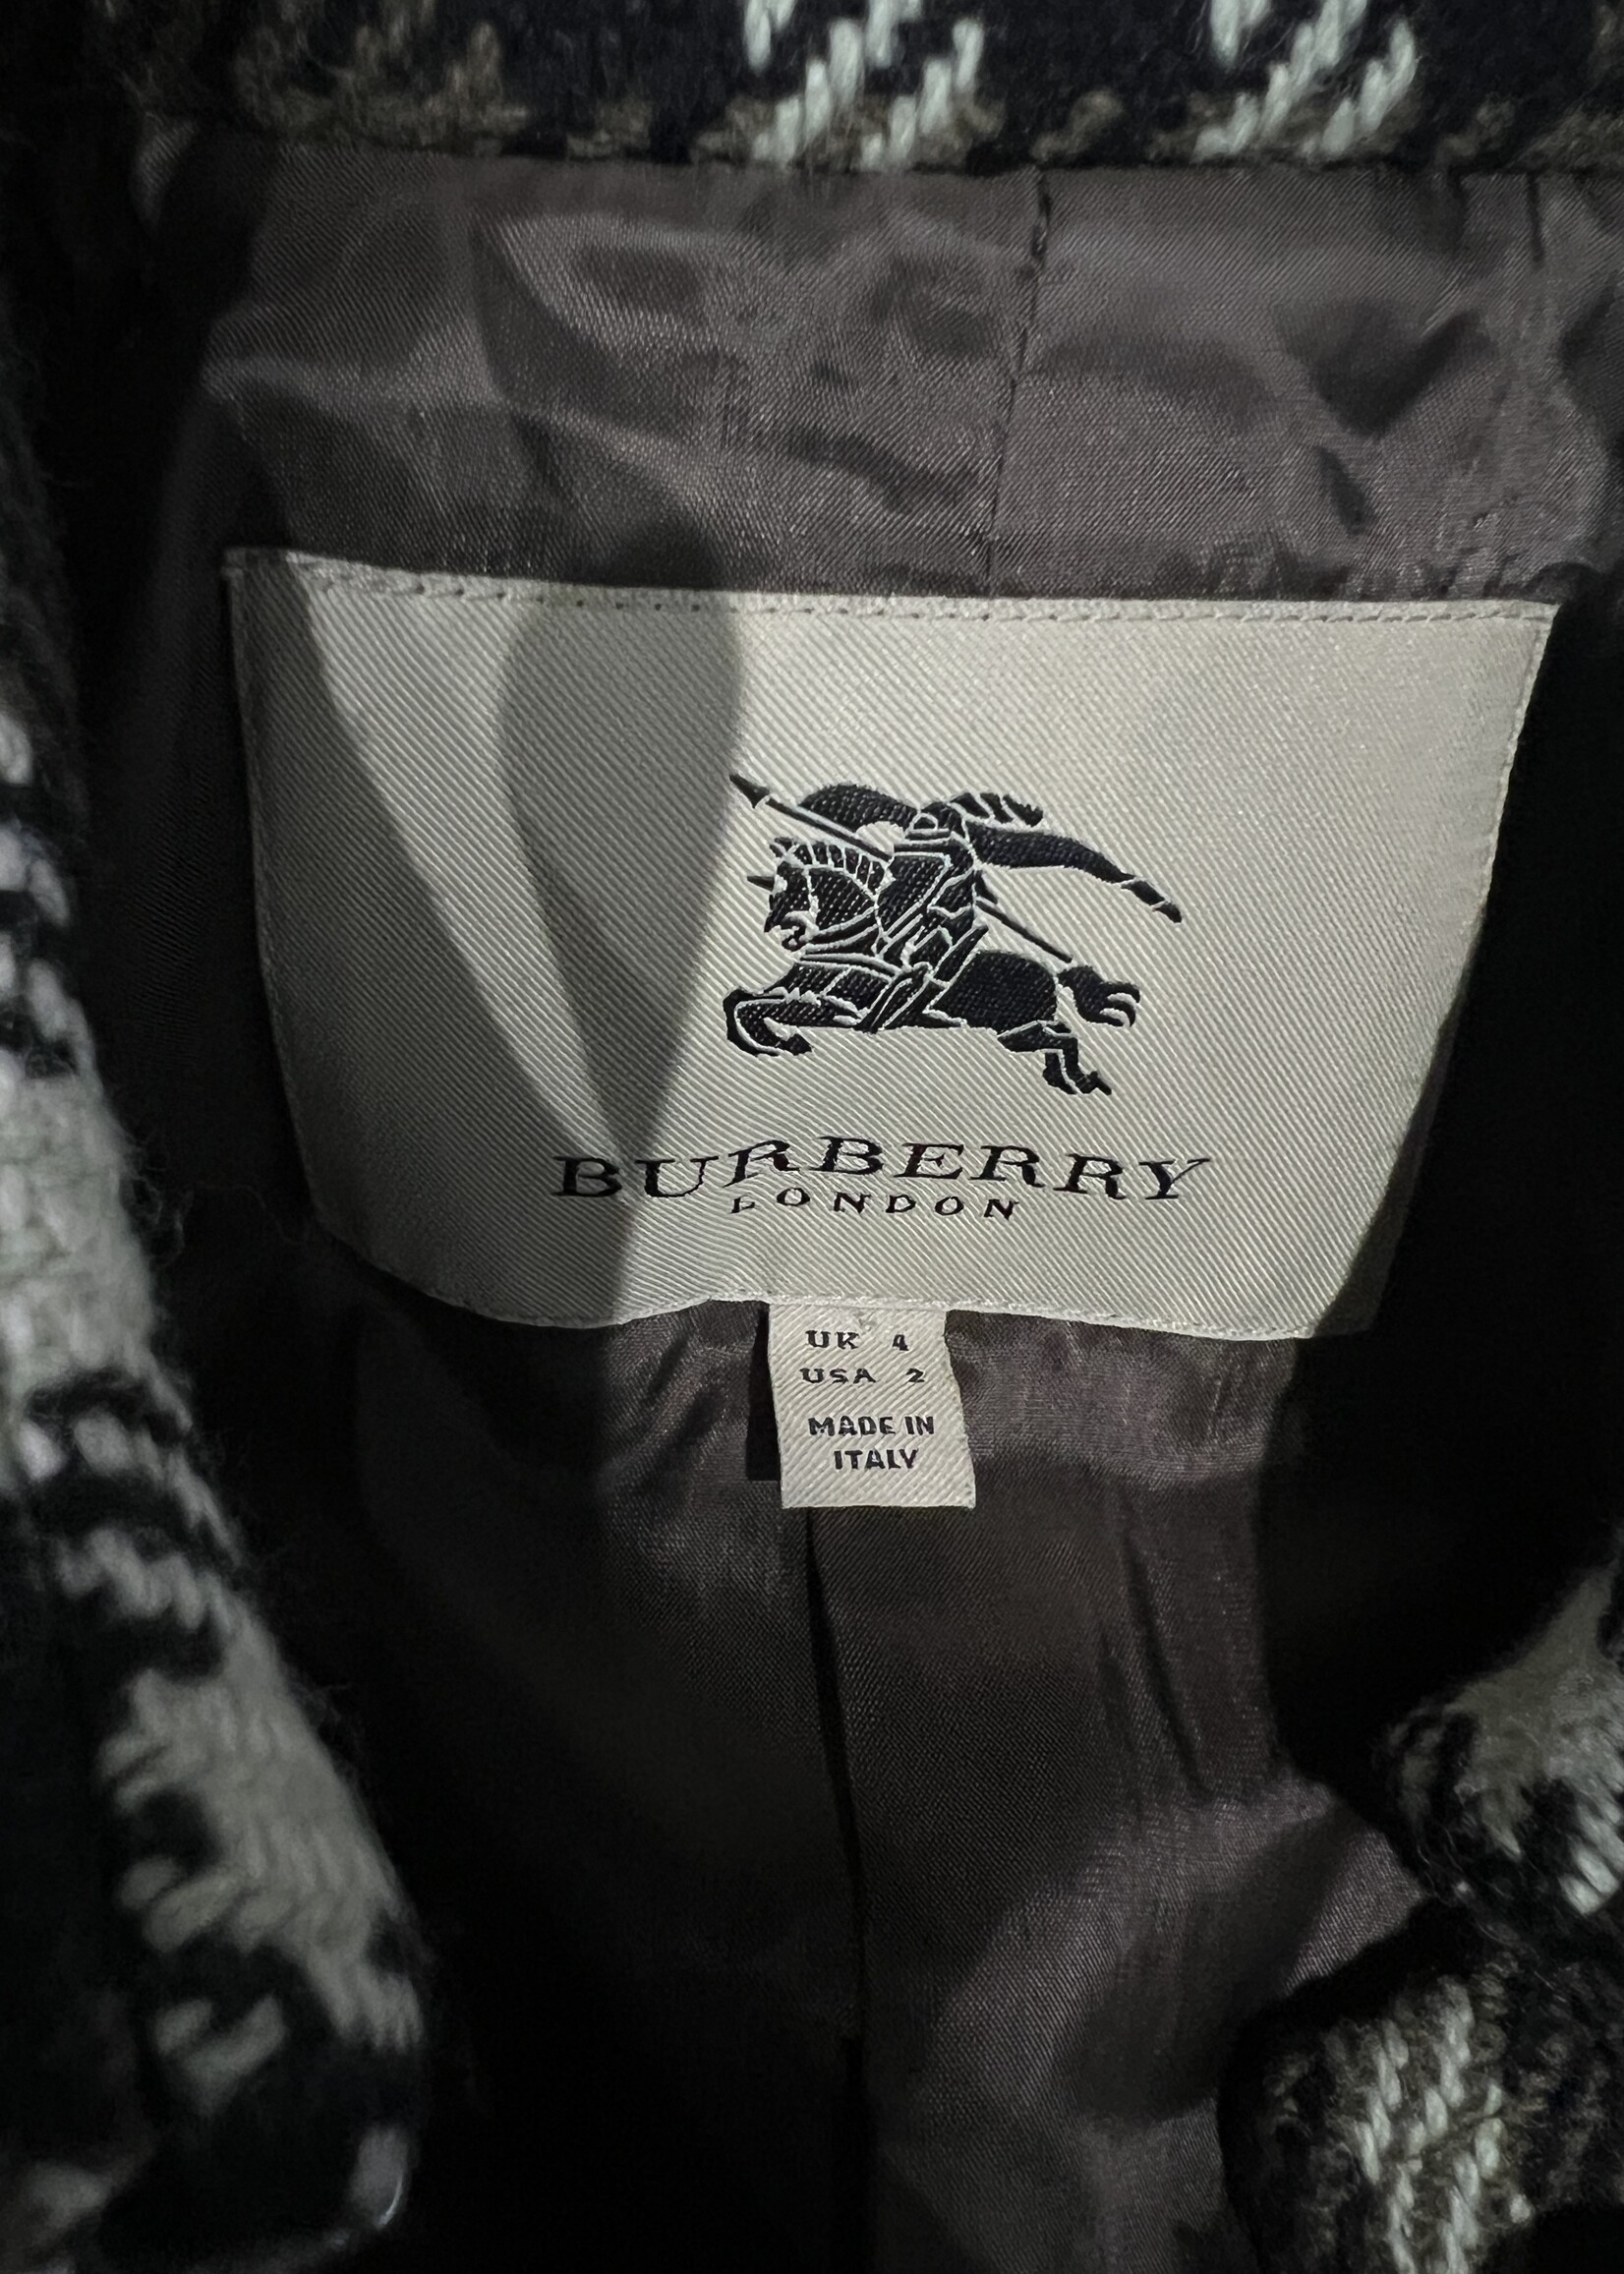 BURBERRY
LONDON
UK 4
USA 2
MADE IN
ITALY